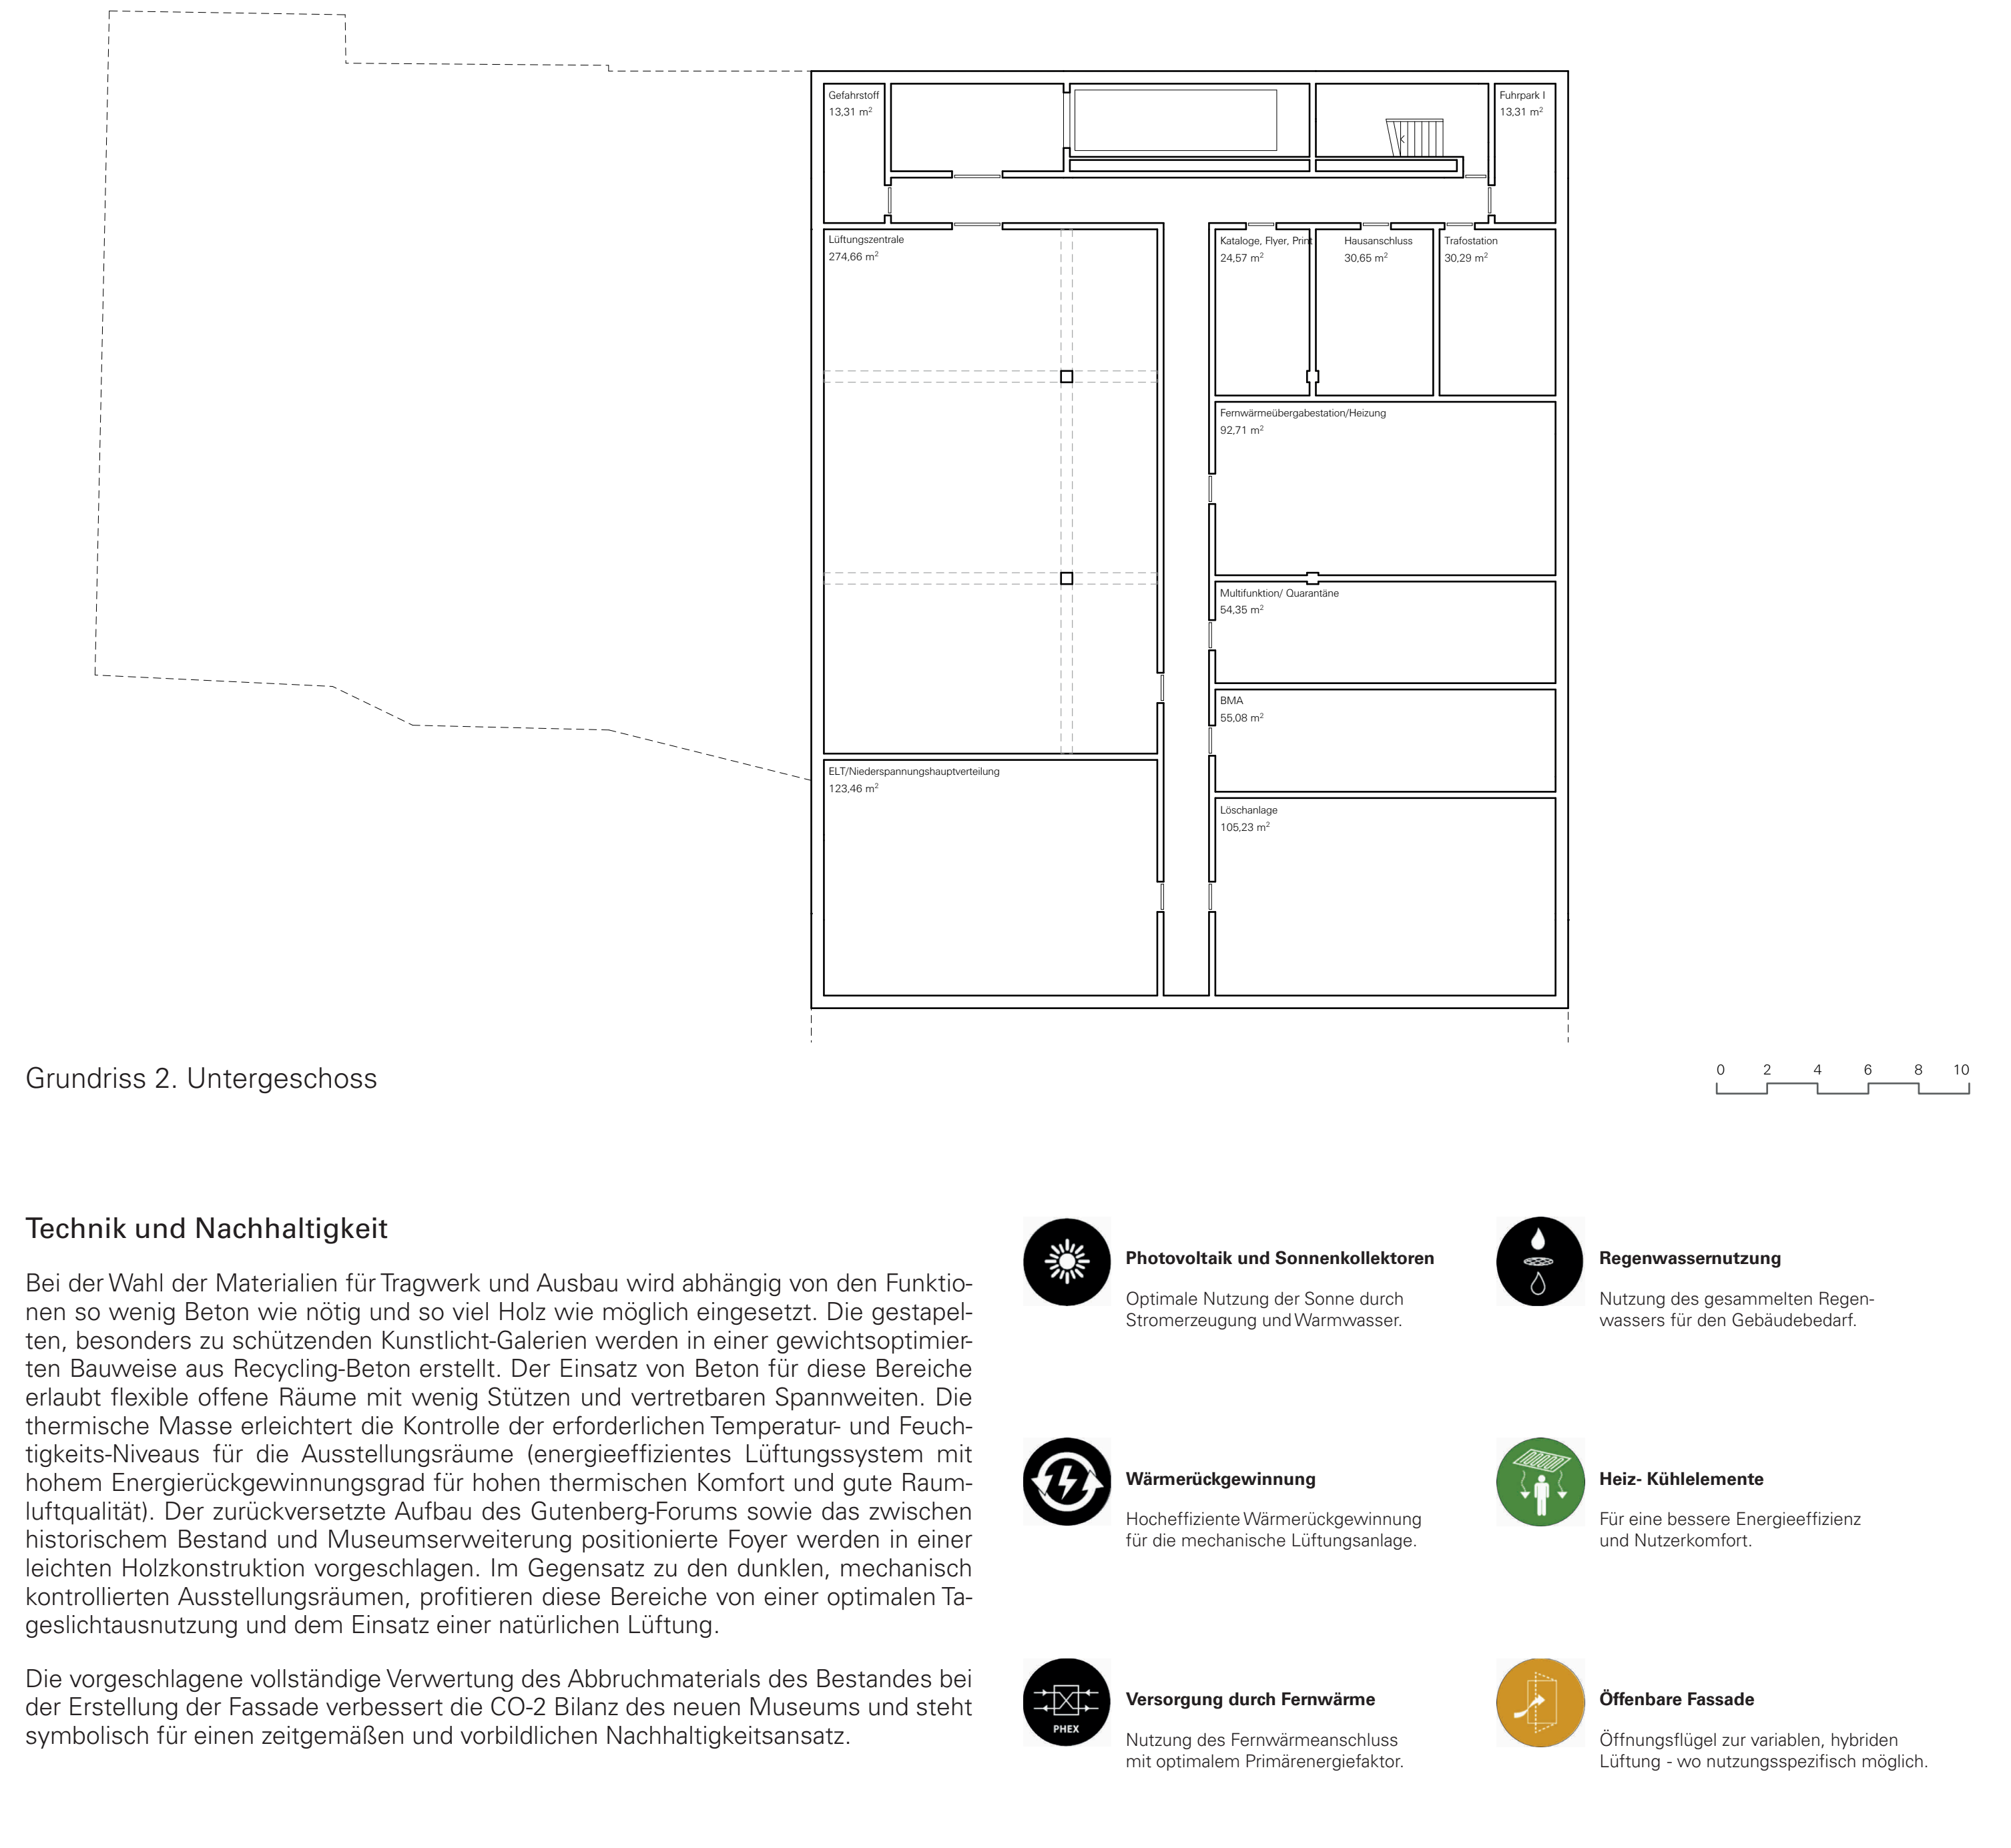 Gefahrstoff
13,31 m²
Fuhrpark I
13,31 m²
Lüftungszentrale
274,66 m²
Kataloge, Flyer, Print
24,57 m²
Hausanschluss
30,65 m²
Trafostation
30,29 m²
Fernwärmeübergabestation/Heizung
92,71 m²
Multifunktion/ Quarantäne
54,35 m²
BMA
55,08 m²
ELT/Niederspannungshauptverteilung
123,46 m²
Löschanlage
105,23 m²
Grundriss 2. Untergeschoss
0 2 4 6 8 10
Technik und Nachhaltigkeit
Bei der Wahl der Materialien für Tragwerk und Ausbau wird abhängig von den Funktio-
nen so wenig Beton wie nötig und so viel Holz wie möglich eingesetzt. Die gestapel-
ten, besonders zu schützenden Kunstlicht-Galerien werden in einer gewichtsoptimier-
ten Bauweise aus Recycling-Beton erstellt. Der Einsatz von Beton für diese Bereiche
erlaubt flexible offene Räume mit wenig Stützen und vertretbaren Spannweiten. Die
thermische Masse erleichtert die Kontrolle der erforderlichen Temperatur- und Feuch-
tigkeits-Niveaus für die Ausstellungsräume (energieeffizientes Lüftungssystem mit
hohem Energierückgewinnungsgrad für hohen thermischen Komfort und gute Raum-
luftqualität). Der zurückversetzte Aufbau des Gutenberg-Forums sowie das zwischen
historischem Bestand und Museumserweiterung positionierte Foyer werden in einer
leichten Holzkonstruktion vorgeschlagen. Im Gegensatz zu den dunklen, mechanisch
kontrollierten Ausstellungsräumen, profitieren diese Bereiche von einer optimalen Ta-
geslichtausnutzung und dem Einsatz einer natürlichen Lüftung.
Die vorgeschlagene vollständige Verwertung des Abbruchmaterials des Bestandes bei
der Erstellung der Fassade verbessert die CO-2 Bilanz des neuen Museums und steht
symbolisch für einen zeitgemäßen und vorbildlichen Nachhaltigkeitsansatz.
Photovoltaik und Sonnenkollektoren
Optimale Nutzung der Sonne durch
Stromerzeugung und Warmwasser.
Regenwassernutzung
Nutzung des gesammelten Regen-
wassers für den Gebäudebedarf.
Wärmerückgewinnung
Hocheffiziente Wärmerückgewinnung
für die mechanische Lüftungsanlage.
Heiz- Kühlelemente
Für eine bessere Energieeffizienz
und Nutzerkomfort.
PHEX
Versorgung durch Fernwärme
Nutzung des Fernwärmeanschluss
mit optimalem Primärenergiefaktor.
Öffenbare Fassade
Öffnungsflügel zur variablen, hybriden
Lüftung - wo nutzungsspezifisch möglich.